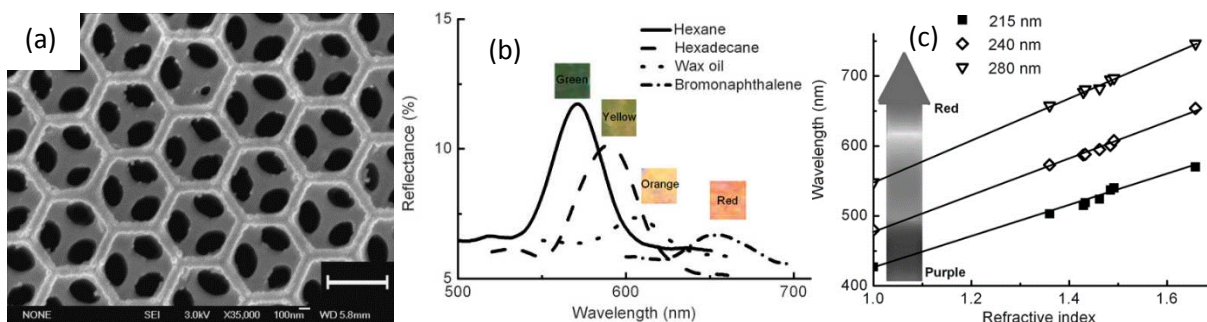 (a)
NONE SEI 3.0kV X35,000 100nm WD 5.8mm
(b)
Hexane
Hexadecane
Wax oil
Bromonaphthalene
Green
Yellow
Orange
Red
15
10
5
Reflectance (%)
500 600 700
Wavelength (nm)
(c)
215 nm
240 nm
280 nm
Red
Purple
700
600
500
400
Wavelength (nm)
1.0 1.2 1.4 1.6
Refractive index